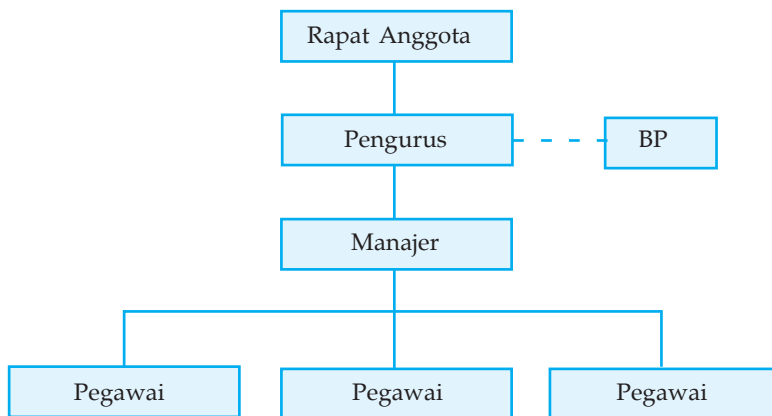 Rapat Anggota
Pengurus
BP
Manajer
Pegawai
Pegawai
Pegawai